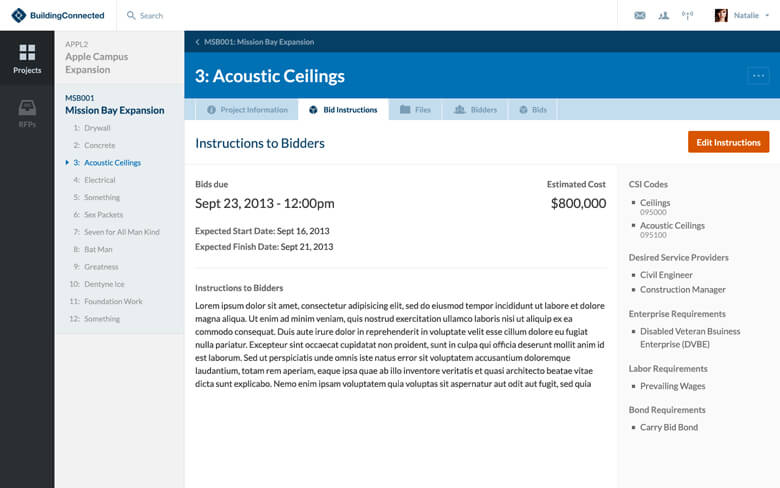 BuildingConnected
Search
Natalie
Projects
RFPs
APPL2
Apple Campus
Expansion
MSB001
Mission Bay Expansion
1: Drywall
2: Concrete
3: Acoustic Ceilings
4: Electrical
5: Something
6: Sex Packets
7: Seven for All Man Kind
8: Bat Man
9: Greatness
10: Dentyne Ice
11: Foundation Work
12: Something
MSB001: Mission Bay Expansion
3: Acoustic Ceilings
Project Information
Bid Instructions
Files
Bidders
Bids
Instructions to Bidders
Edit Instructions
Bids due
Sept 23, 2013 - 12:00pm
Estimated Cost
$800,000
Expected Start Date: Sept 16, 2013
Expected Finish Date: Sept 21, 2013
Instructions to Bidders
Lorem ipsum dolor sit amet, consectetur adipisicing elit, sed do eiusmod tempor incididunt ut labore et dolore
magna aliqua. Ut enim ad minim veniam, quis nostrud exercitation ullamco laboris nisi ut aliquip ex ea
commodo consequat. Duis aute irure dolor in reprehenderit in voluptate velit esse cillum dolore eu fugiat
nulla pariatur. Excepteur sint occaecat cupidatat non proident, sunt in culpa qui officia deserunt mollit anim id
est laborum. Sed ut perspiciatis unde omnis iste natus error sit voluptatem accusantium doloremque
laudantium, totam rem aperiam, eaque ipsa quae ab illo inventore veritatis et quasi architecto beatae vitae
dicta sunt explicabo. Nemo enim ipsam voluptatem quia voluptas sit aspernatur aut odit aut fugit, sed quia
CSI Codes
Ceilings
095000
Acoustic Ceilings
095100
Desired Service Providers
Civil Engineer
Construction Manager
Enterprise Requirements
Disabled Veteran Bsuiness
Enterprise (DVBE)
Labor Requirements
Prevailing Wages
Bond Requirements
Carry Bid Bond